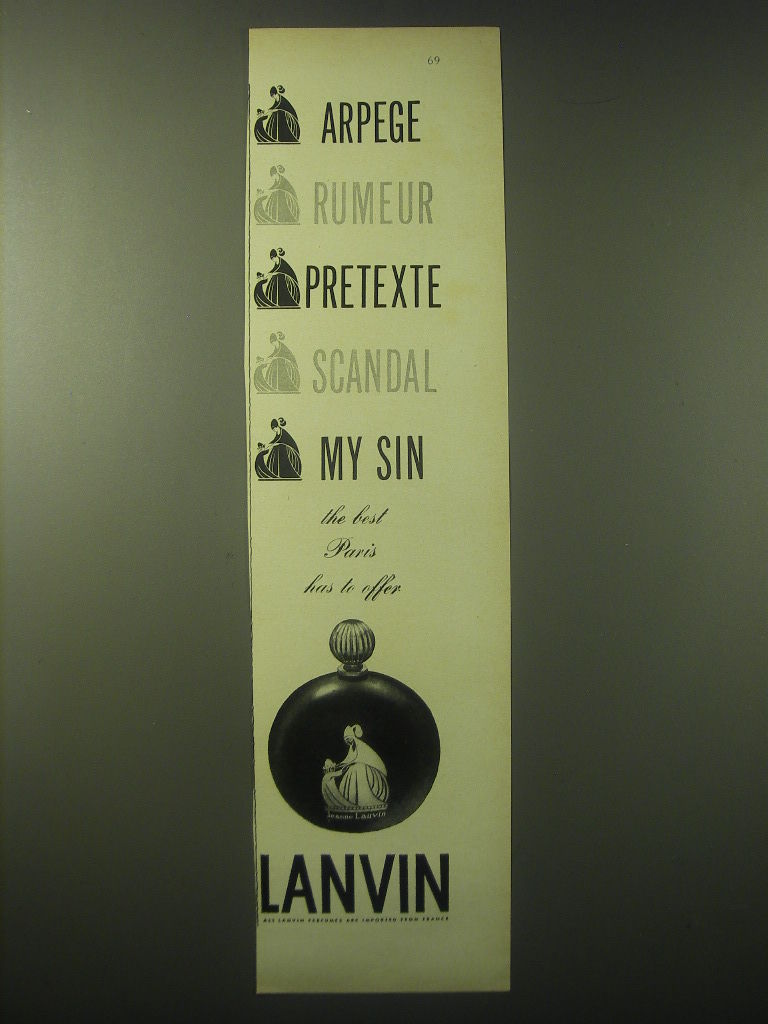 69
ARPEGE
RUMEUR
PRETEXTE
SCANDAL
MY SIN
the best
Paris
has to offer
Jeanne Lanvin
LANVIN
ALL LANVIN PERFUMES ARE IMPORTED FROM FRANCE